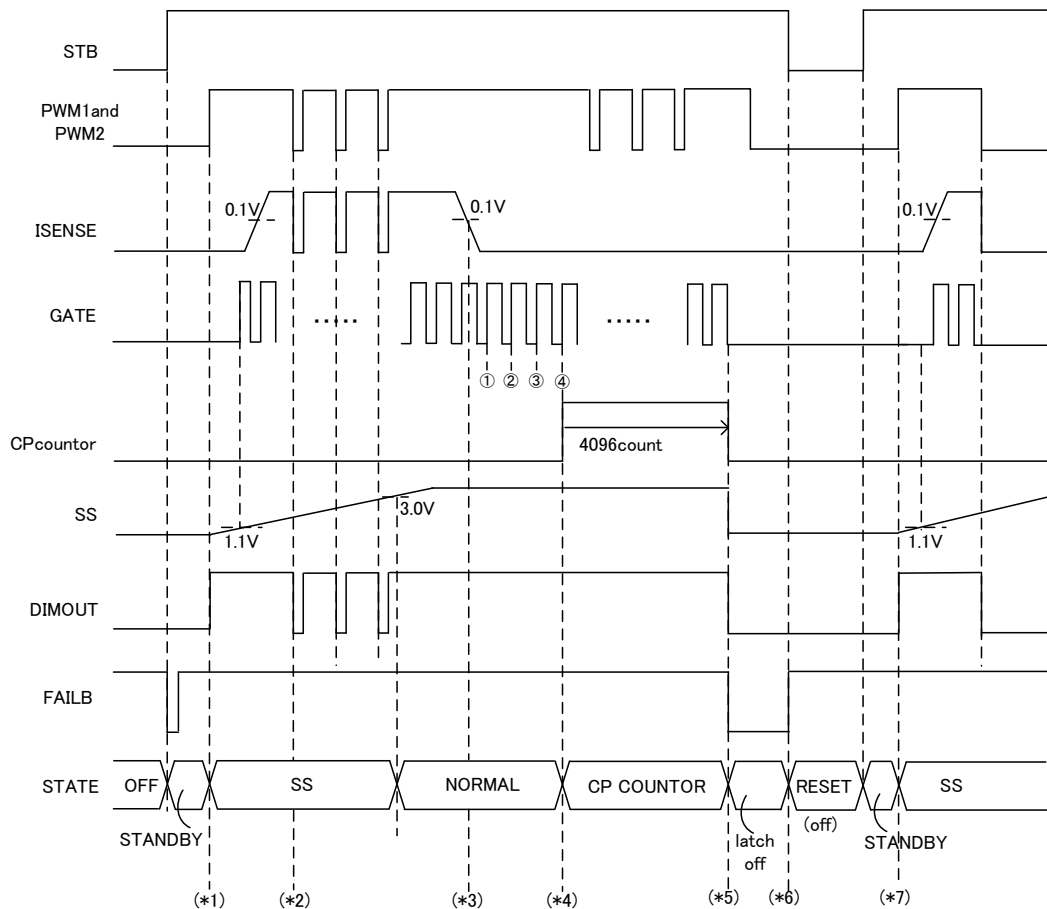 STB
PWM1and
PWM2
0.1V
0.1V
0.1V
ISENSE
GATE
.....
.....
① ② ③ ④
CPcountor
4096count
SS
3.0V
1.1V
1.1V
DIMOUT
FAILB
STATE
OFF
SS
NORMAL
CP COUNTOR
RESET
SS
(off)
STANDBY
latch
off
STANDBY
(*1)
(*2)
(*3)
(*4)
(*5)
(*6)
(*7)